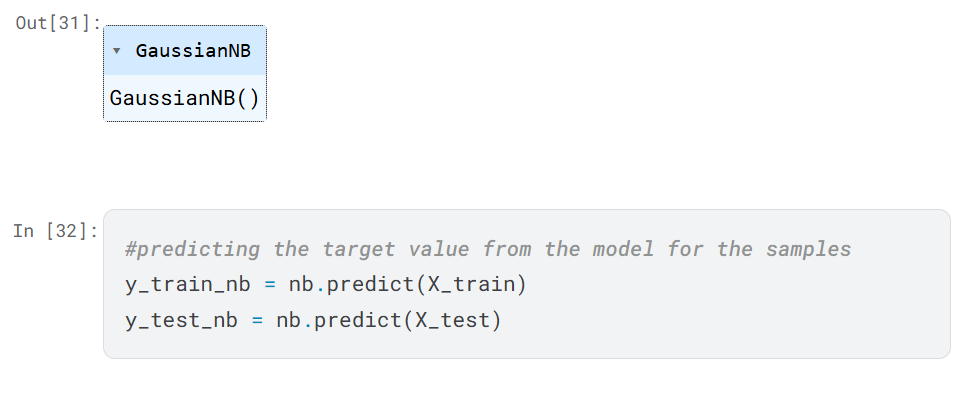 Out[31]:
▾ GaussianNB
GaussianNB()
In [32]:
#predicting the target value from the model for the samples
y_train_nb = nb.predict(X_train)
y_test_nb = nb.predict(X_test)